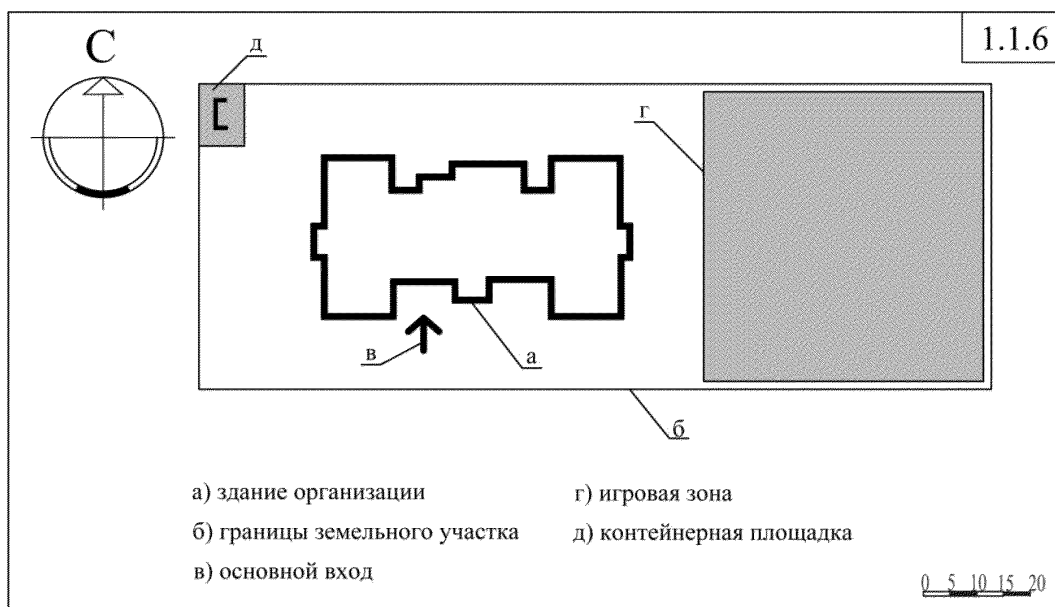 1.1.6
С
д
г
в
а
б
а) здание организации
б) границы земельного участка
в) основной вход
г) игровая зона
д) контейнерная площадка
0 5 10 15 20